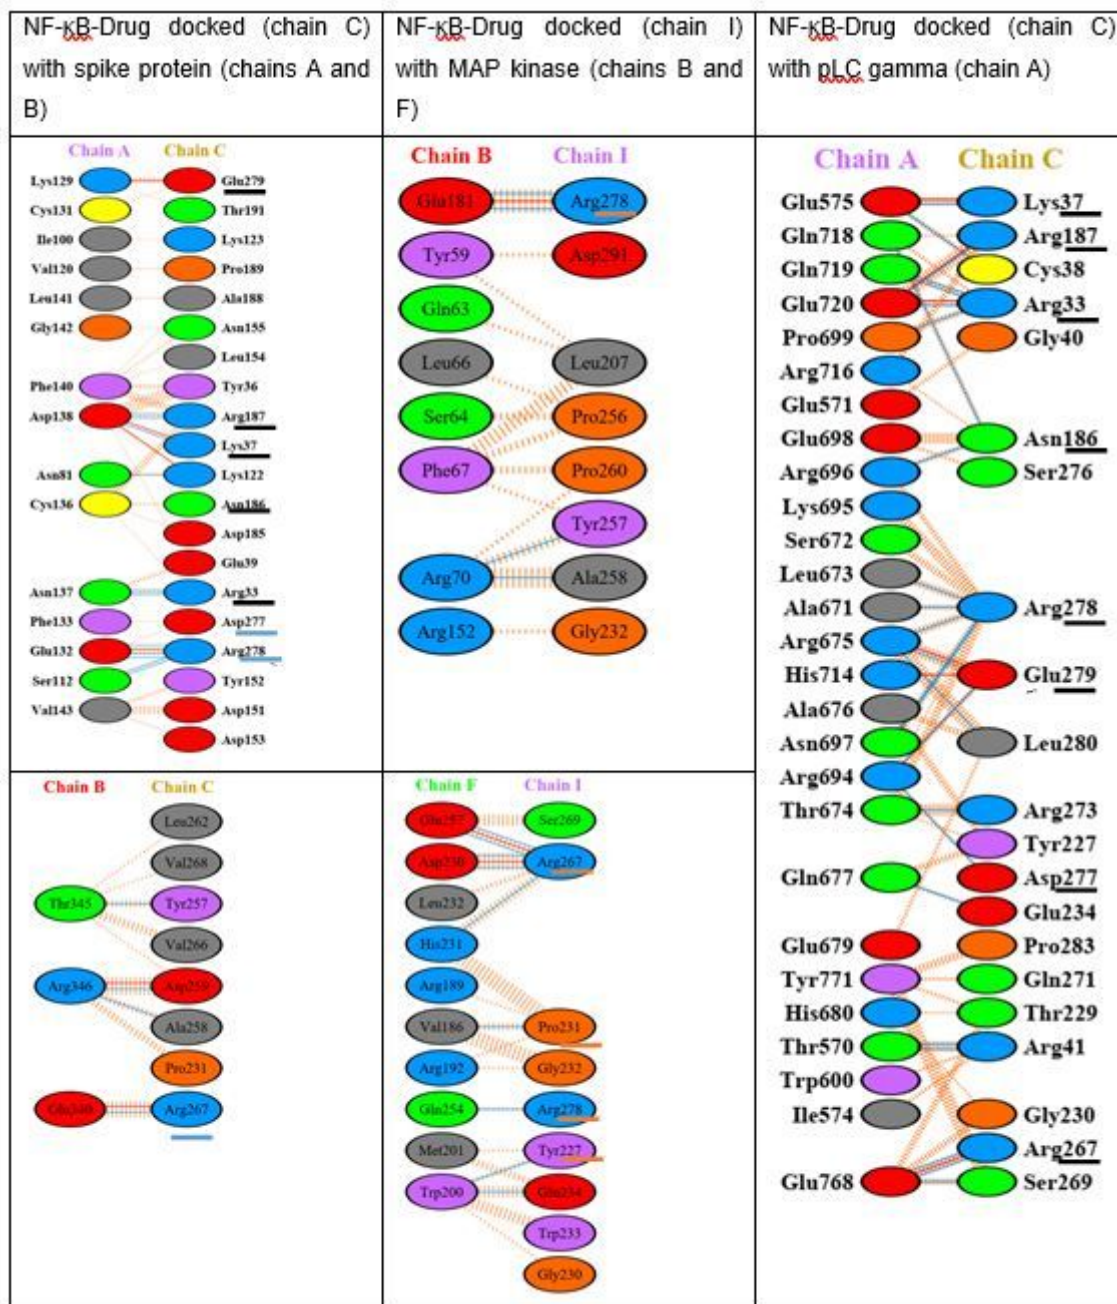 NF-κB-Drug docked (chain C)
with spike protein (chains A and
B)
NF-κB-Drug docked (chain I)
with MAP kinase (chains B and
F)
NF-κB-Drug docked (chain C)
with pLC gamma (chain A)
Chain A Chain C
Lys129 Glu279
Cys131 Thr191
Ile100 Lys123
Val120 Pro189
Leu141 Ala188
Gly142 Asn155
Leu154
Phe140 Tyr36
Asp138 Arg187
Lys37
Asn81 Lys122
Cys136 Asn186
Asp185
Glu39
Asn137 Arg33
Phe133 Asp277
Glu132 Arg278
Ser112 Tyr152
Val143 Asp151
Asp153
Chain B Chain I
Glu181 Arg278
Tyr59 Asp291
Gln63
Leu66 Leu207
Ser64 Pro256
Phe67 Pro260
Tyr257
Arg70 Ala258
Arg152 Gly232
Chain A Chain C
Glu575 Lys37
Gln718 Arg187
Gln719 Cys38
Glu720 Arg33
Pro699 Gly40
Arg716
Glu571
Glu698 Asn186
Arg696 Ser276
Lys695
Ser672
Leu673
Ala671 Arg278
Arg675
His714 Glu279
Ala676
Asn697 Leu280
Arg694
Thr674 Arg273
Tyr227
Gln677 Asp277
Glu234
Glu679 Pro283
Tyr771 Gln271
His680 Thr229
Thr570 Arg41
Trp600
Ile574 Gly230
Arg267
Glu768 Ser269
Chain B Chain C
Leu262
Val268
Thr345 Tyr257
Val266
Arg346 Asp259
Ala258
Pro231
Glu340 Arg267
Chain F Chain I
Glu257 Ser269
Asp230 Arg267
Leu232
His231
Arg189
Val186 Pro231
Arg192 Gly232
Gln254 Arg278
Met201 Tyr227
Trp200 Glu234
Trp233
Gly230